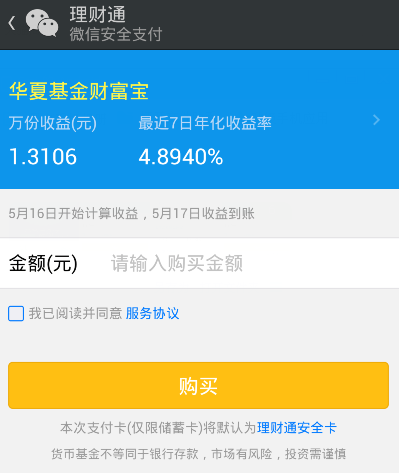 理财通
微信安全支付
华夏基金财富宝
万份收益(元) 最近7日年化收益率
1.3106 4.8940%
5月16日开始计算收益，5月17日收益到账
金额(元) 请输入购买金额
我已阅读并同意 服务协议
购买
本次支付卡(仅限储蓄卡)将默认为理财通安全卡
货币基金不等同于银行存款，市场有风险，投资需谨慎